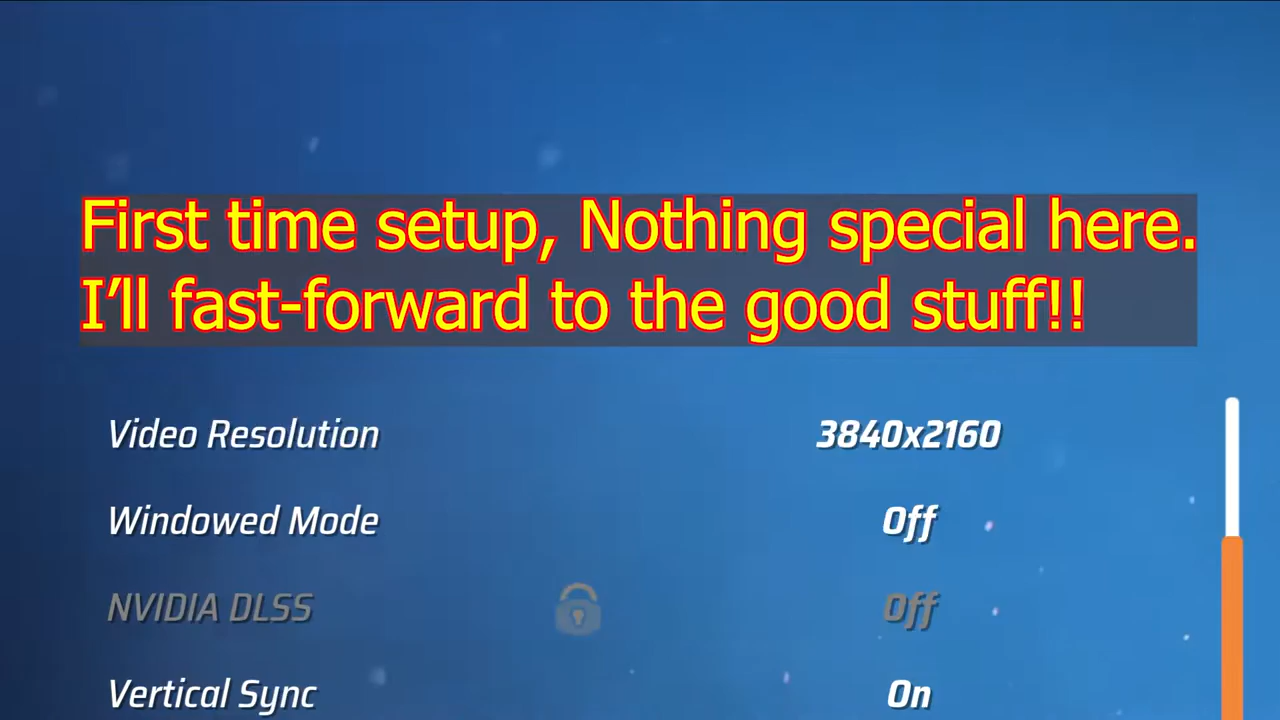 First time setup, Nothing special here.
I’ll fast-forward to the good stuff!!
Video Resolution 3840x2160
Windowed Mode Off
NVIDIA DLSS Off
Vertical Sync On